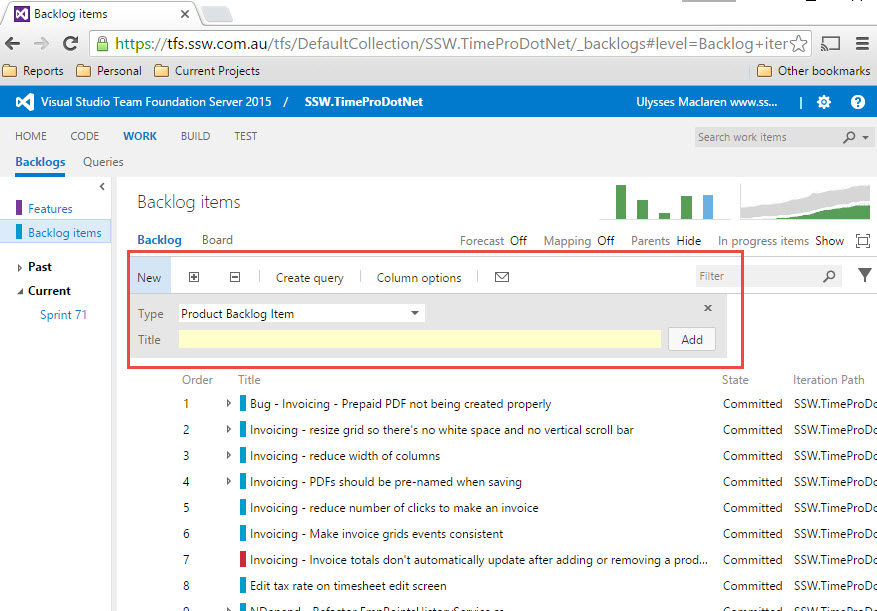 Backlog items
https://tfs.ssw.com.au/tfs/DefaultCollection/SSW.TimeProDotNet/_backlogs#level=Backlog+iter
Reports Personal Current Projects Other bookmarks
Visual Studio Team Foundation Server 2015 / SSW.TimeProDotNet Ulysses Maclaren www.ss... |
HOME CODE WORK BUILD TEST Search work items
Backlogs Queries
Features
Backlog items
Past
Current
Sprint 71
Backlog items
Backlog Board Forecast Off Mapping Off Parents Hide In progress items Show
New Create query Column options Filter
Type Product Backlog Item
Title Add
Order Title State Iteration Path
1 Bug - Invoicing - Prepaid PDF not being created properly Committed SSW.TimeProDo
2 Invoicing - resize grid so there's no white space and no vertical scroll bar Committed SSW.TimeProDo
3 Invoicing - reduce width of columns Committed SSW.TimeProDo
4 Invoicing - PDFs should be pre-named when saving Committed SSW.TimeProDo
5 Invoicing - reduce number of clicks to make an invoice Committed SSW.TimeProDo
6 Invoicing - Make invoice grids events consistent Committed SSW.TimeProDo
7 Invoicing - Invoice totals don't automatically update after adding or removing a prod... Committed SSW.TimeProDo
8 Edit tax rate on timesheet edit screen Committed SSW.TimeProDo